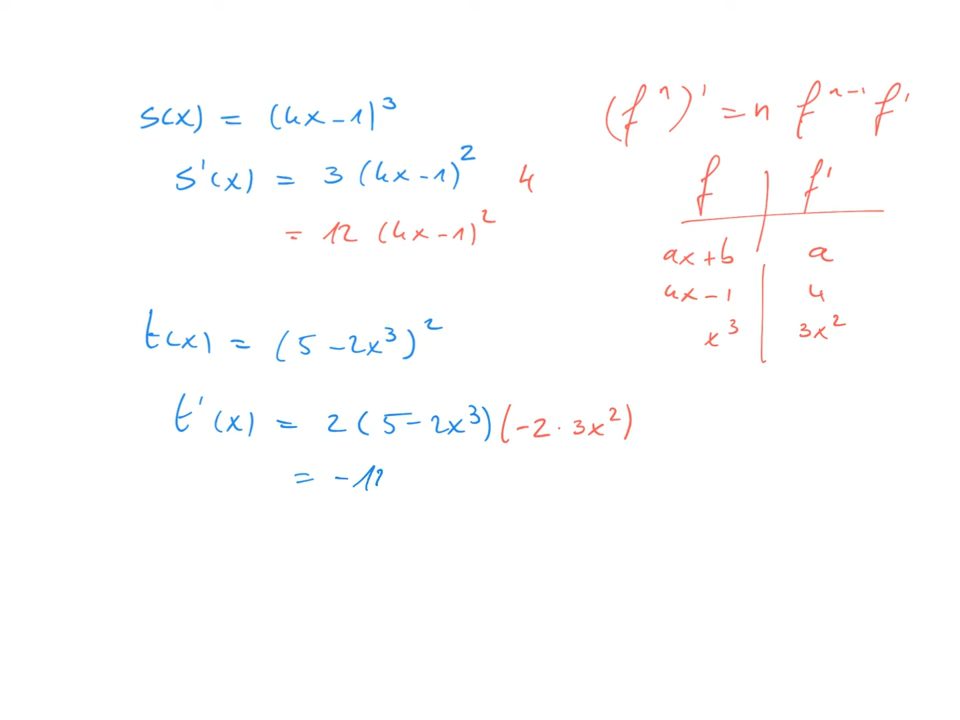 s(x) = (4x-1)³
s'(x) = 3 (4x-1)² 4
= 12 (4x-1)²
t(x) = (5-2x³)²
t'(x) = 2(5-2x³)(-2·3x²)
= -12
(fⁿ)' = n fⁿ⁻¹ f'
f | f'
ax+b | a
4x-1 | 4
x³ | 3x²